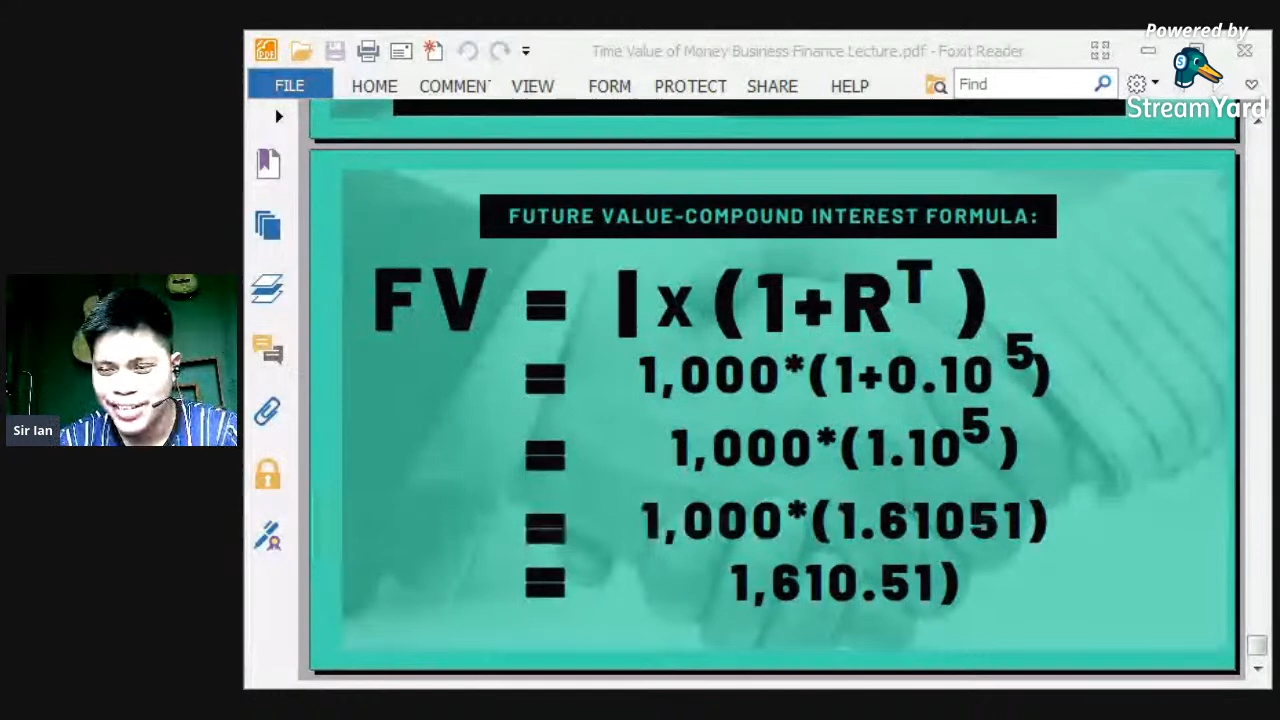 Powered by
StreamYard
Time Value of Money Business Finance Lecture.pdf - Foxit Reader
FILE HOME COMMEN VIEW FORM PROTECT SHARE HELP Find
FUTURE VALUE-COMPOUND INTEREST FORMULA:
FV = I x (1+R^T )
= 1,000*(1+0.10 ^5)
= 1,000*(1.10^5 )
= 1,000*(1.61051)
= 1,610.51)
Sir Ian